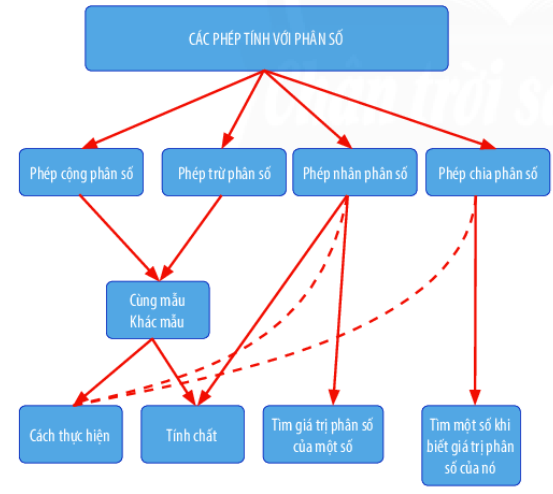 CÁC PHÉP TÍNH VỚI PHÂN SỐ
Chân trời s
Phép cộng phân số
Phép trừ phân số
Phép nhân phân số
Phép chia phân số
Cùng mẫu
Khác mẫu
Cách thực hiện
Tính chất
Tìm giá trị phân số
của một số
Tìm một số khi
biết giá trị phân
số của nó